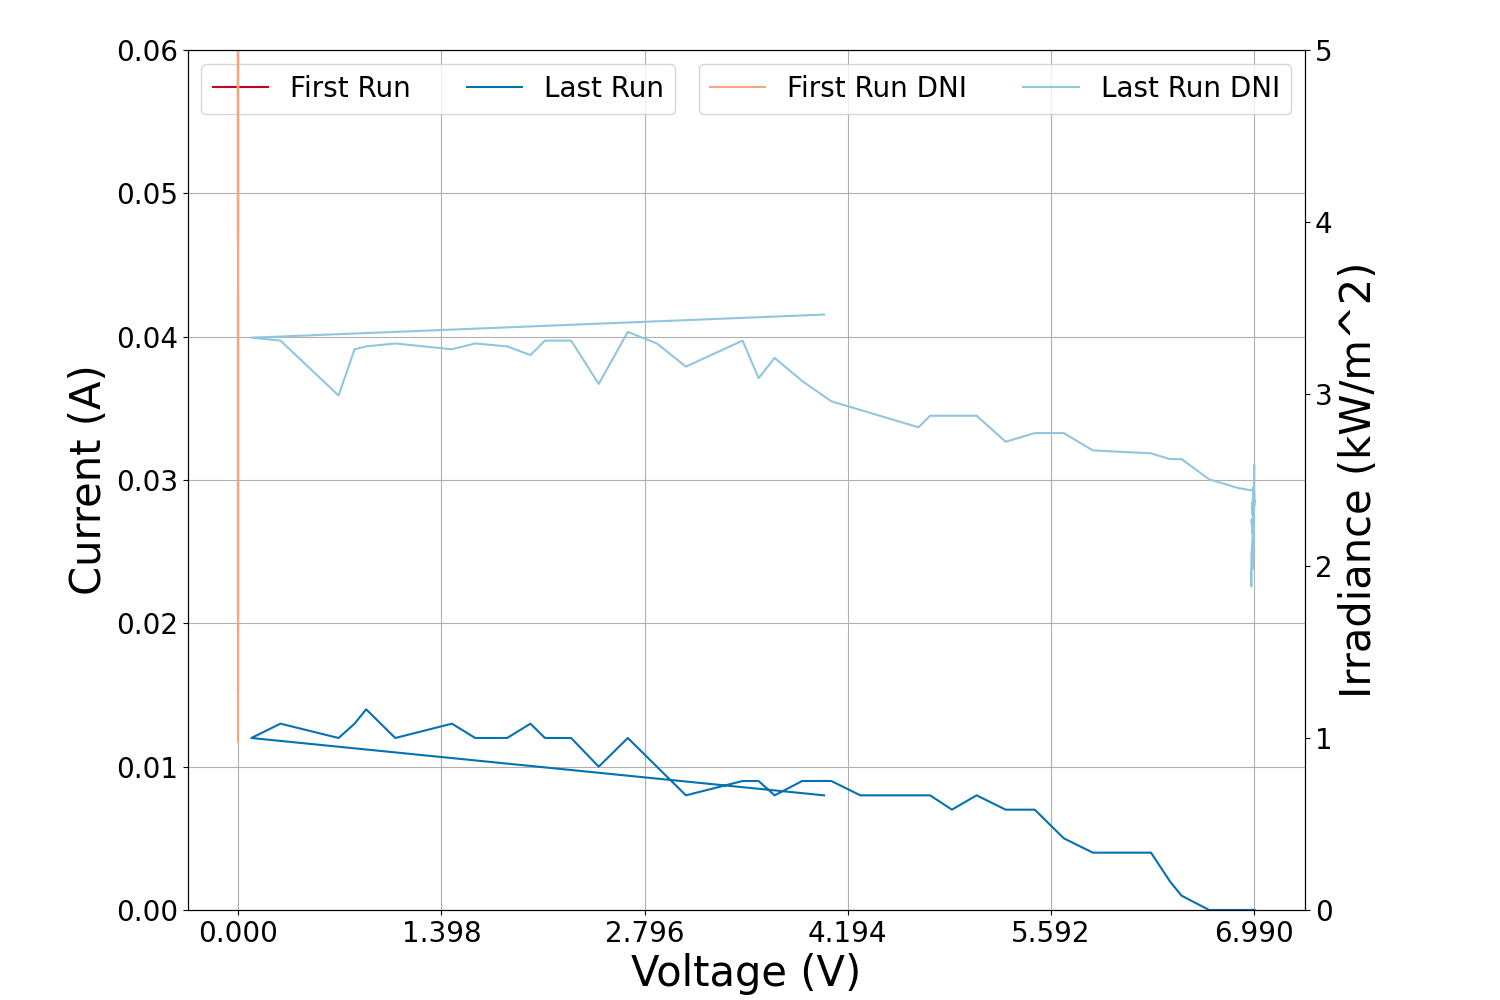 0.06
0.05
0.04
0.03
0.02
0.01
0.00
Current (A)
First Run
Last Run
First Run DNI
Last Run DNI
5
4
3
2
1
0
Irradiance (kW/m^2)
0.000
1.398
2.796
4.194
5.592
6.990
Voltage (V)